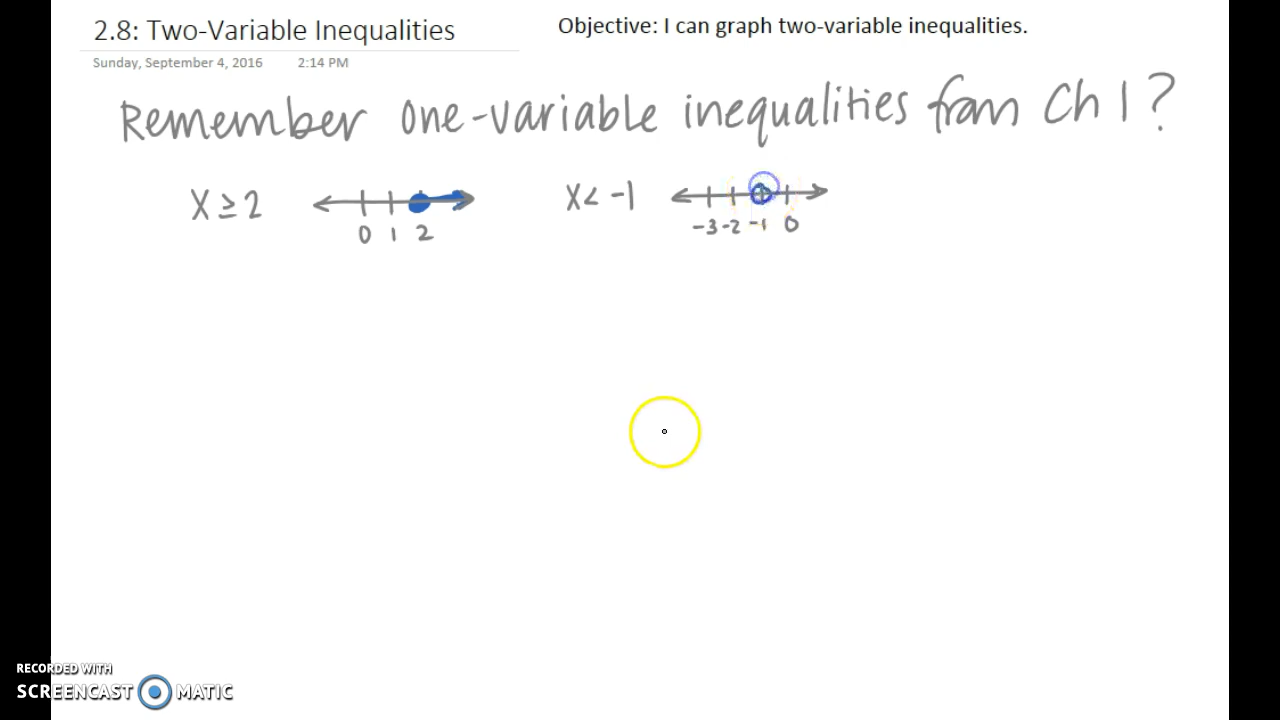 2.8: Two-Variable Inequalities
Objective: I can graph two-variable inequalities.
Sunday, September 4, 2016 2:14 PM
Remember one-variable inequalities from Ch 1?
X ≥ 2
0 1 2
X < -1
-3 -2 -1 0
RECORDED WITH
SCREENCAST MATIC